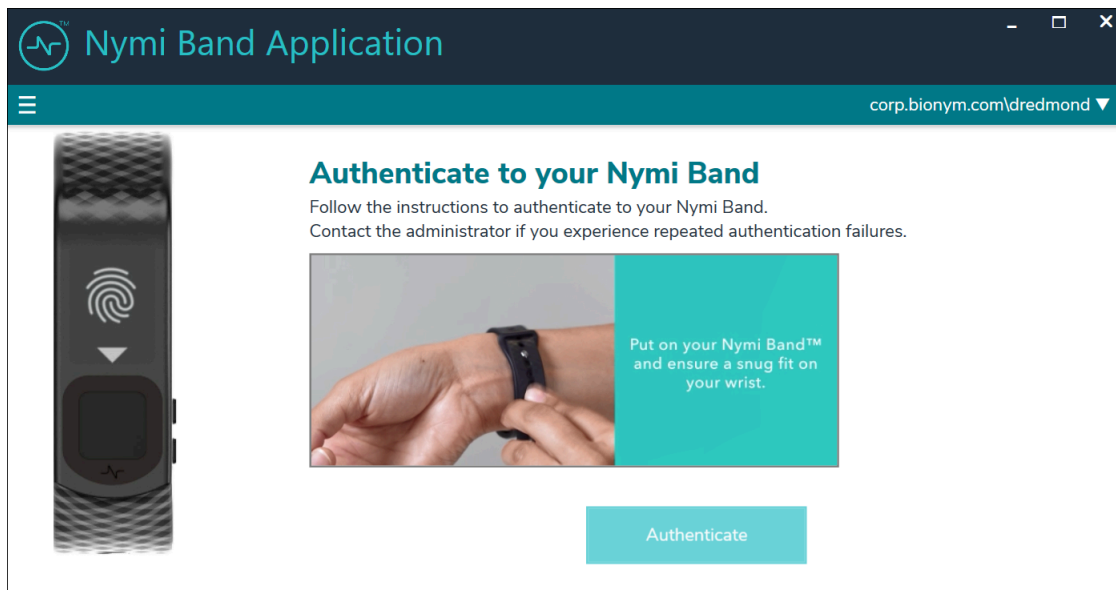 Nymi Band Application
TM
corp.bionym.com\dredmond
Authenticate to your Nymi Band
Follow the instructions to authenticate to your Nymi Band.
Contact the administrator if you experience repeated authentication failures.
Put on your Nymi Band™
and ensure a snug fit on
your wrist.
Authenticate